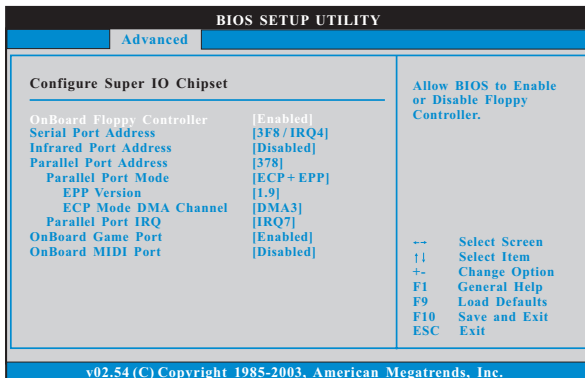 BIOS SETUP UTILITY
Advanced
Configure Super IO Chipset
OnBoard Floppy Controller [Enabled]
Serial Port Address [3F8 / IRQ4]
Infrared Port Address [Disabled]
Parallel Port Address [378]
Parallel Port Mode [ECP + EPP]
EPP Version [1.9]
ECP Mode DMA Channel [DMA3]
Parallel Port IRQ [IRQ7]
OnBoard Game Port [Enabled]
OnBoard MIDI Port [Disabled]
Allow BIOS to Enable
or Disable Floppy
Controller.
←→ Select Screen
↑↓ Select Item
+- Change Option
F1 General Help
F9 Load Defaults
F10 Save and Exit
ESC Exit
v02.54 (C) Copyright 1985-2003, American Megatrends, Inc.